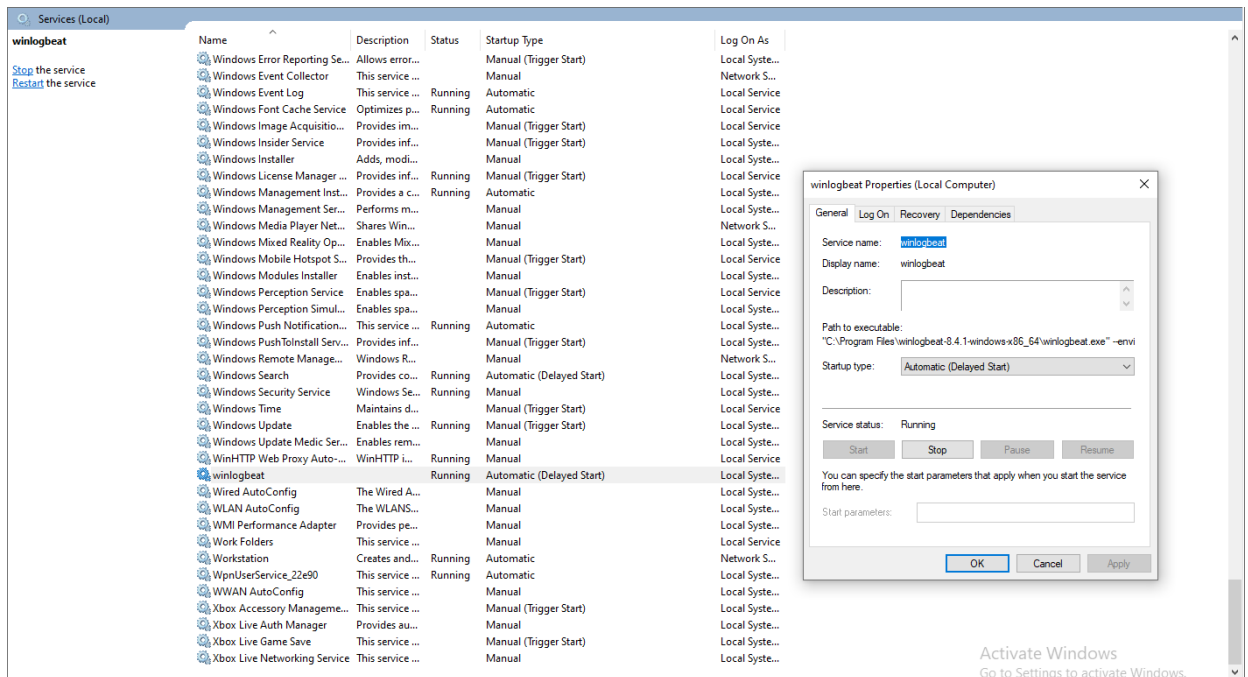 Services (Local)
winlogbeat
Stop the service
Restart the service
Name Description Status Startup Type Log On As
Windows Error Reporting Se... Allows error... Manual (Trigger Start) Local Syste...
Windows Event Collector This service ... Manual Network S...
Windows Event Log This service ... Running Automatic Local Service
Windows Font Cache Service Optimizes p... Running Automatic Local Service
Windows Image Acquisitio... Provides im... Manual (Trigger Start) Local Service
Windows Insider Service Provides inf... Manual (Trigger Start) Local Syste...
Windows Installer Adds, modi... Manual Local Syste...
Windows License Manager ... Provides inf... Running Manual (Trigger Start) Local Service
Windows Management Inst... Provides a c... Running Automatic Local Syste...
Windows Management Ser... Performs m... Manual Local Syste...
Windows Media Player Net... Shares Win... Manual Network S...
Windows Mixed Reality Op... Enables Mix... Manual Local Syste...
Windows Mobile Hotspot S... Provides th... Manual (Trigger Start) Local Service
Windows Modules Installer Enables inst... Manual Local Syste...
Windows Perception Service Enables spa... Manual (Trigger Start) Local Service
Windows Perception Simul... Enables spa... Manual Local Syste...
Windows Push Notification... This service ... Running Automatic Local Syste...
Windows PushToInstall Serv... Provides inf... Manual (Trigger Start) Local Syste...
Windows Remote Manage... Windows R... Manual Network S...
Windows Search Provides co... Running Automatic (Delayed Start) Local Syste...
Windows Security Service Windows Se... Running Manual Local Syste...
Windows Time Maintains d... Manual (Trigger Start) Local Service
Windows Update Enables the ... Running Manual (Trigger Start) Local Syste...
Windows Update Medic Ser... Enables rem... Manual Local Syste...
WinHTTP Web Proxy Auto-... WinHTTP i... Running Manual Local Service
winlogbeat Running Automatic (Delayed Start) Local Syste...
Wired AutoConfig The Wired A... Manual Local Syste...
WLAN AutoConfig The WLANS... Manual Local Syste...
WMI Performance Adapter Provides pe... Manual Local Syste...
Work Folders This service ... Manual Local Service
Workstation Creates and... Running Automatic Network S...
WpnUserService_22e90 This service ... Running Automatic Local Syste...
WWAN AutoConfig This service ... Manual Local Syste...
Xbox Accessory Manageme... This service ... Manual (Trigger Start) Local Syste...
Xbox Live Auth Manager Provides au... Manual Local Syste...
Xbox Live Game Save This service ... Manual (Trigger Start) Local Syste...
Xbox Live Networking Service This service ... Manual Local Syste...
winlogbeat Properties (Local Computer)
General Log On Recovery Dependencies
Service name: winlogbeat
Display name: winlogbeat
Description:
Path to executable:
"C:\Program Files\winlogbeat-8.4.1-windows-x86_64\winlogbeat.exe" --envi
Startup type: Automatic (Delayed Start)
Service status: Running
Start Stop Pause Resume
You can specify the start parameters that apply when you start the service
from here.
Start parameters:
OK Cancel Apply
Activate Windows
Go to Settings to activate Windows.